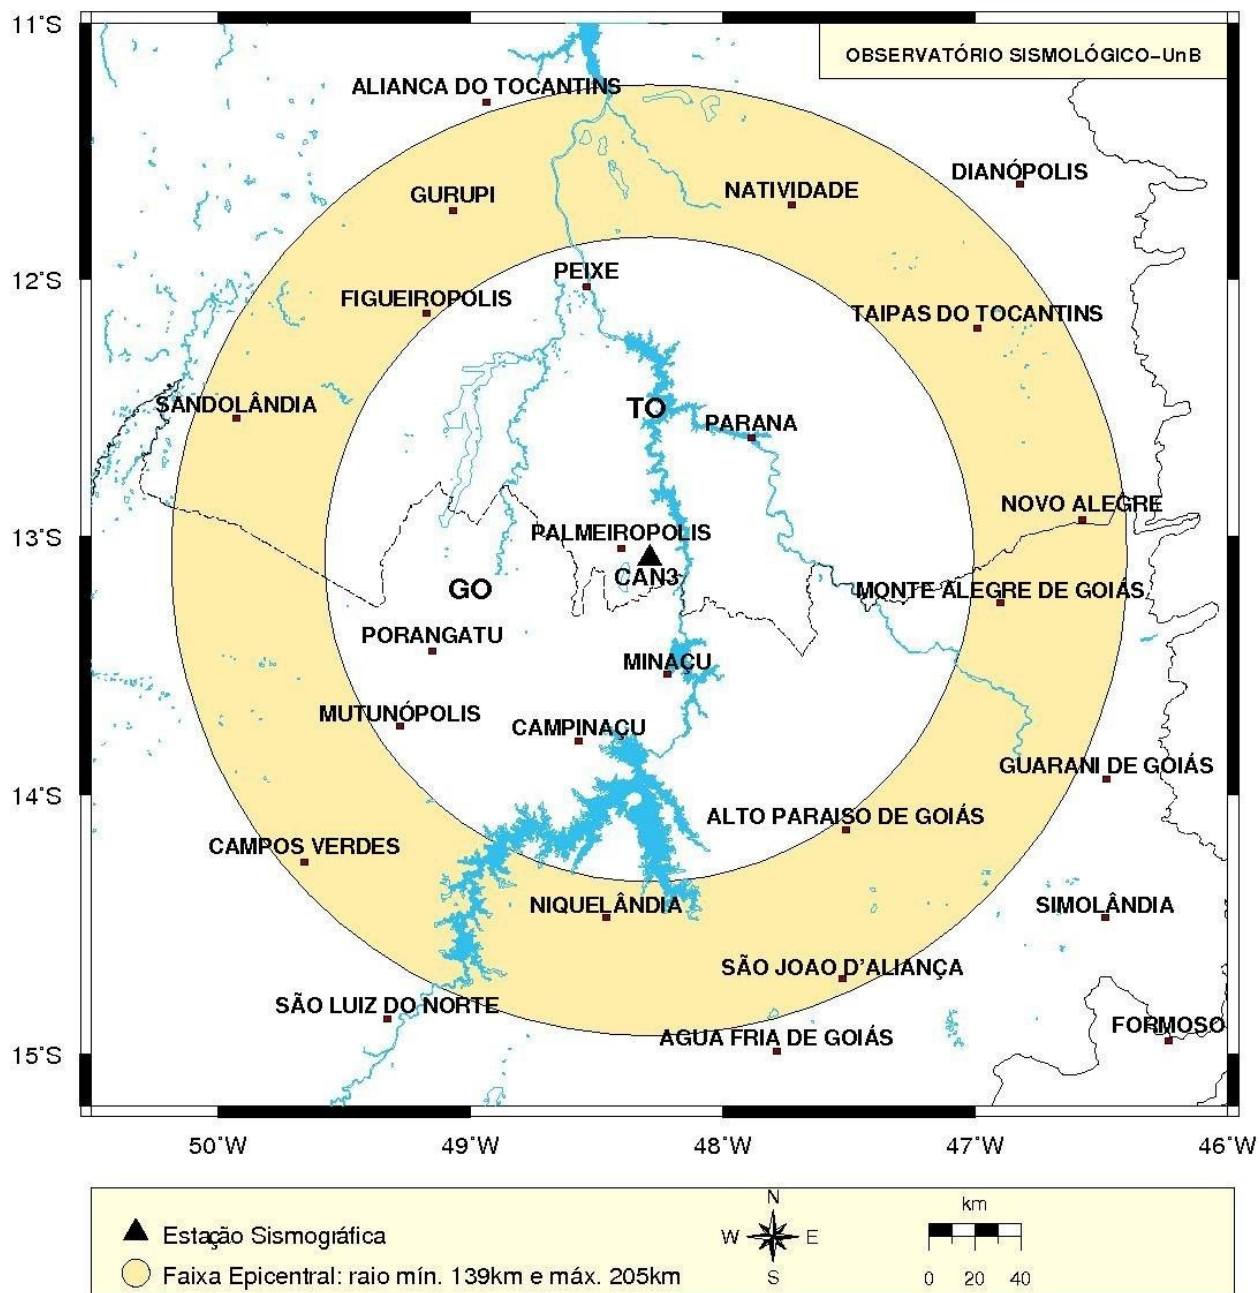 11°S
OBSERVATÓRIO SISMOLÓGICO-UnB
ALIANCA DO TOCANTINS
DIANÓPOLIS
GURUPI
NATIVIDADE
12°S
PEIXE
FIGUEIROPOLIS
TAIPAS DO TOCANTINS
SANDOLÂNDIA
TO
PARANA
NOVO ALEGRE
13°S
PALMEIROPOLIS
CAN3
GO
MONTE ALEGRE DE GOIÁS
PORANGATU
MINAÇU
MUTUNÓPOLIS
CAMPINAÇU
GUARANI DE GOIÁS
14°S
ALTO PARAISO DE GOIÁS
CAMPOS VERDES
NIQUELÂNDIA
SIMOLÂNDIA
SÃO JOAO D'ALIANÇA
SÃO LUIZ DO NORTE
FORMOSO
AGUA FRIA DE GOIÁS
15°S
50°W 49°W 48°W 47°W 46°W
Estação Sismográfica
Faixa Epicentral: raio mín. 139km e máx. 205km
N
W E
S
km
0 20 40